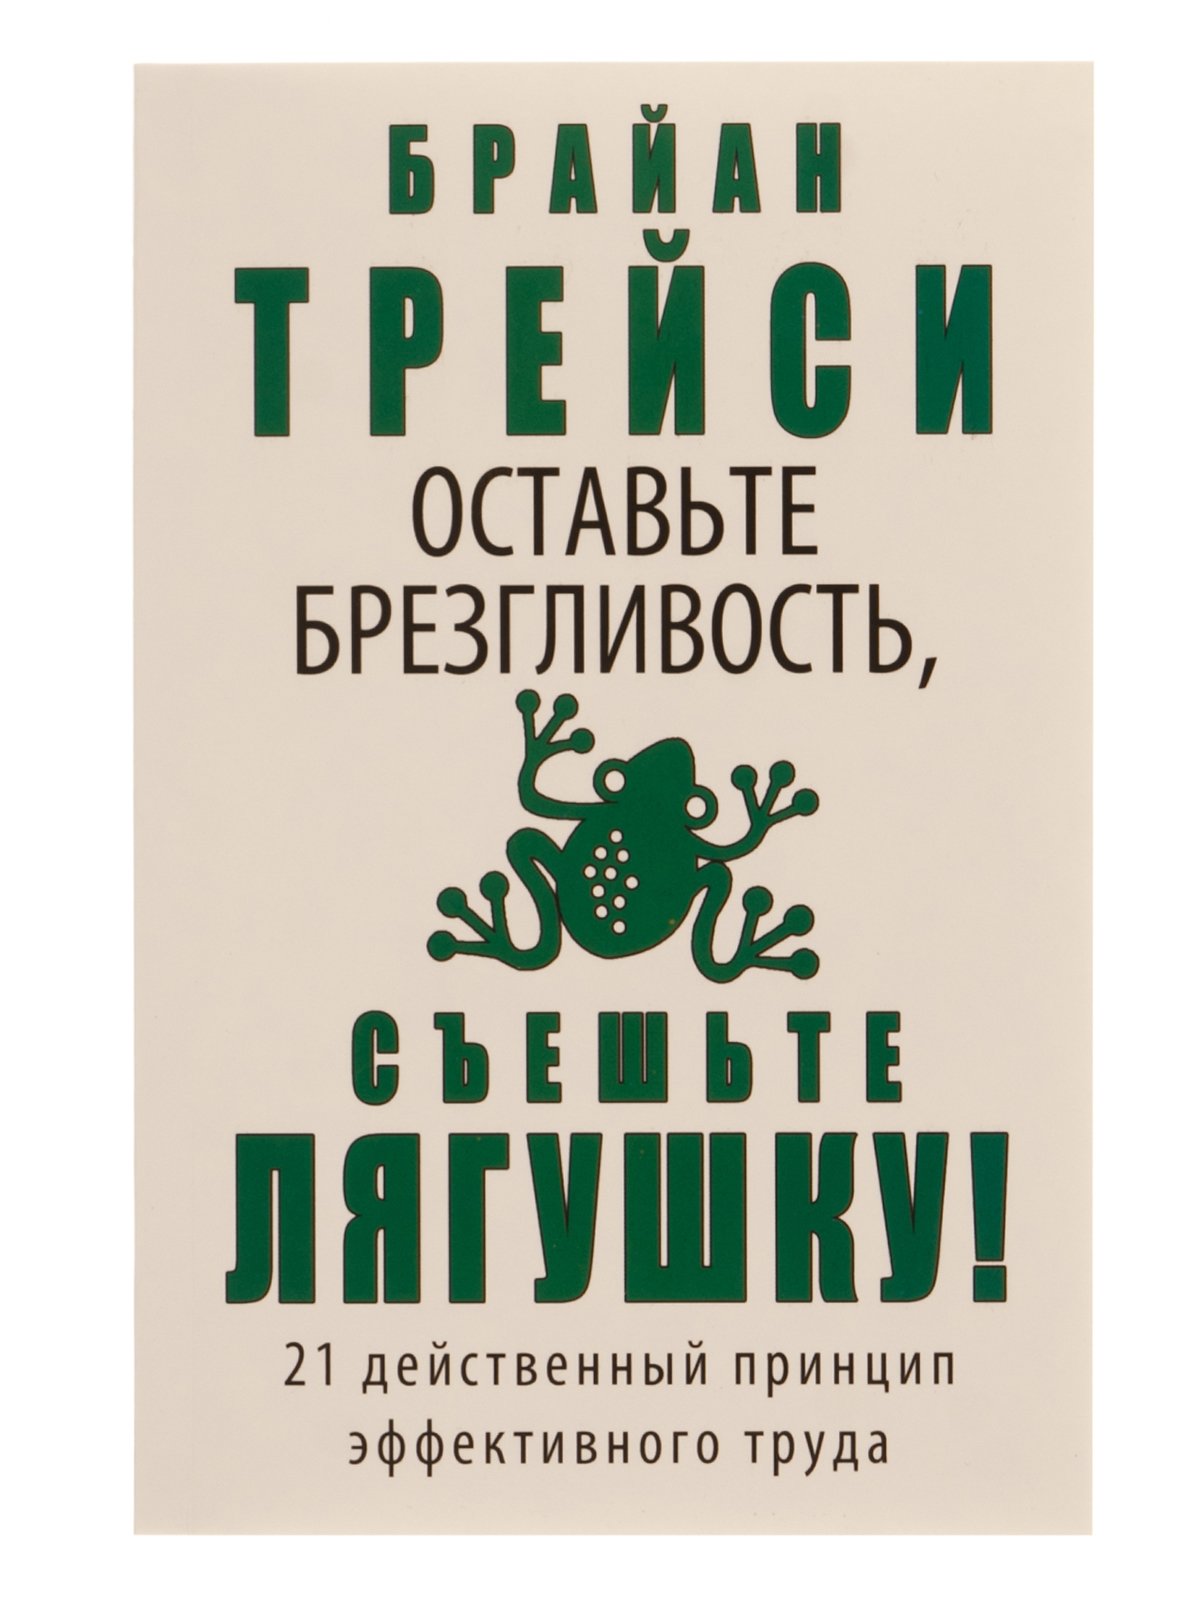 БРАЙАН
ТРЕЙСИ
ОСТАВЬТЕ
БРЕЗГЛИВОСТЬ,
СЪЕШЬТЕ
ЛЯГУШКУ!
21 действенный принцип
эффективного труда